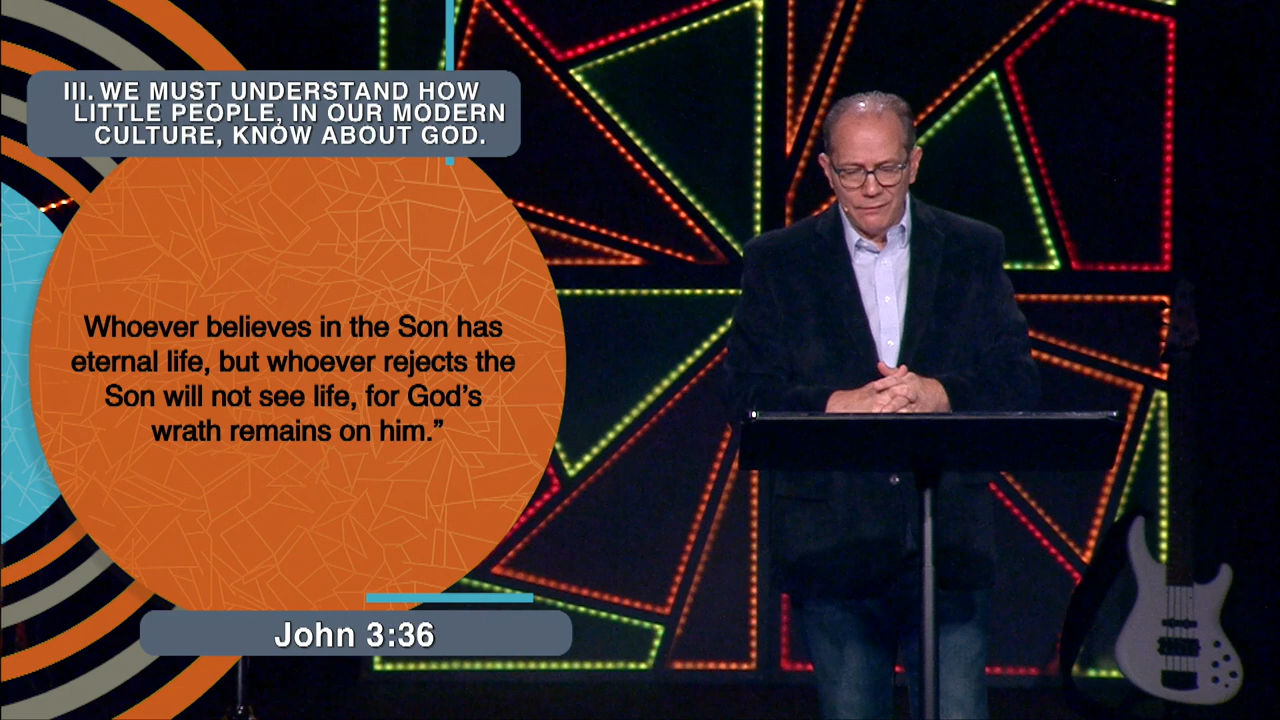 III. WE MUST UNDERSTAND HOW
LITTLE PEOPLE, IN OUR MODERN
CULTURE, KNOW ABOUT GOD.
Whoever believes in the Son has
eternal life, but whoever rejects the
Son will not see life, for God’s
wrath remains on him.”
John 3:36